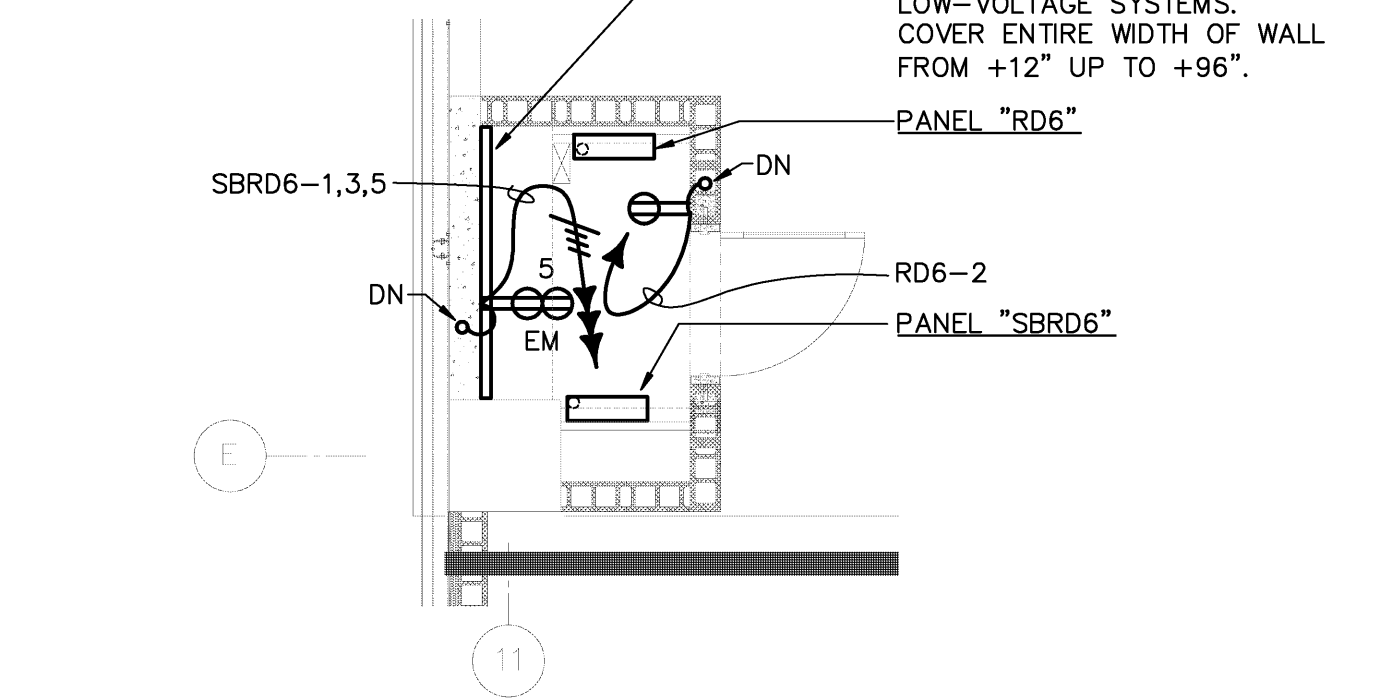 LOW-VOLTAGE SYSTEMS.
COVER ENTIRE WIDTH OF WALL
FROM +12" UP TO +96".
PANEL "RD6"
DN
SBRD6-1,3,5
5
RD6-2
DN
PANEL "SBRD6"
EM
E
11